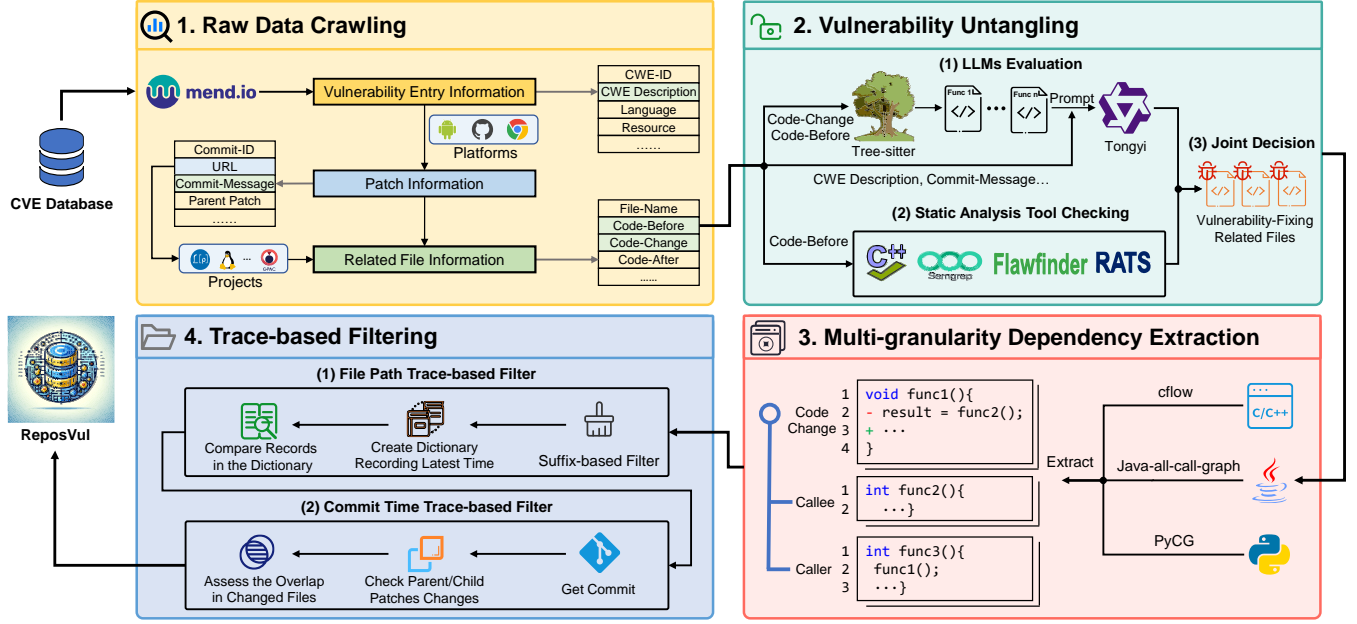 1. Raw Data Crawling
CVE Database
mend.io
Vulnerability Entry Information
CWE-ID
CWE Description
Language
Resource
......
Platforms
Commit-ID
URL
Commit-Message
Parent Patch
......
Patch Information
Projects
GPAC
Related File Information
File-Name
Code-Before
Code-Change
Code-After
......
2. Vulnerability Untangling
(1) LLMs Evaluation
Code-Change
Code-Before
Tree-sitter
Func 1
</>
...
Func n
</>
Prompt
Tongyi
CWE Description, Commit-Message...
(2) Static Analysis Tool Checking
Code-Before
C++
Semgrep
Flawfinder
RATS
(3) Joint Decision
</>
</>
</>
Vulnerability-Fixing
Related Files
3. Multi-granularity Dependency Extraction
Code
Change
1 void func1(){
2 - result = func2();
3 + ...
4 }
Callee
1 int func2(){
2 ...}
Caller
1 int func3(){
2 func1();
3 ...}
Extract
cflow
C/C++
Java-all-call-graph
PyCG
4. Trace-based Filtering
(1) File Path Trace-based Filter
Compare Records
in the Dictionary
Create Dictionary
Recording Latest Time
Suffix-based Filter
(2) Commit Time Trace-based Filter
Assess the Overlap
in Changed Files
Check Parent/Child
Patches Changes
Get Commit
ReposVul